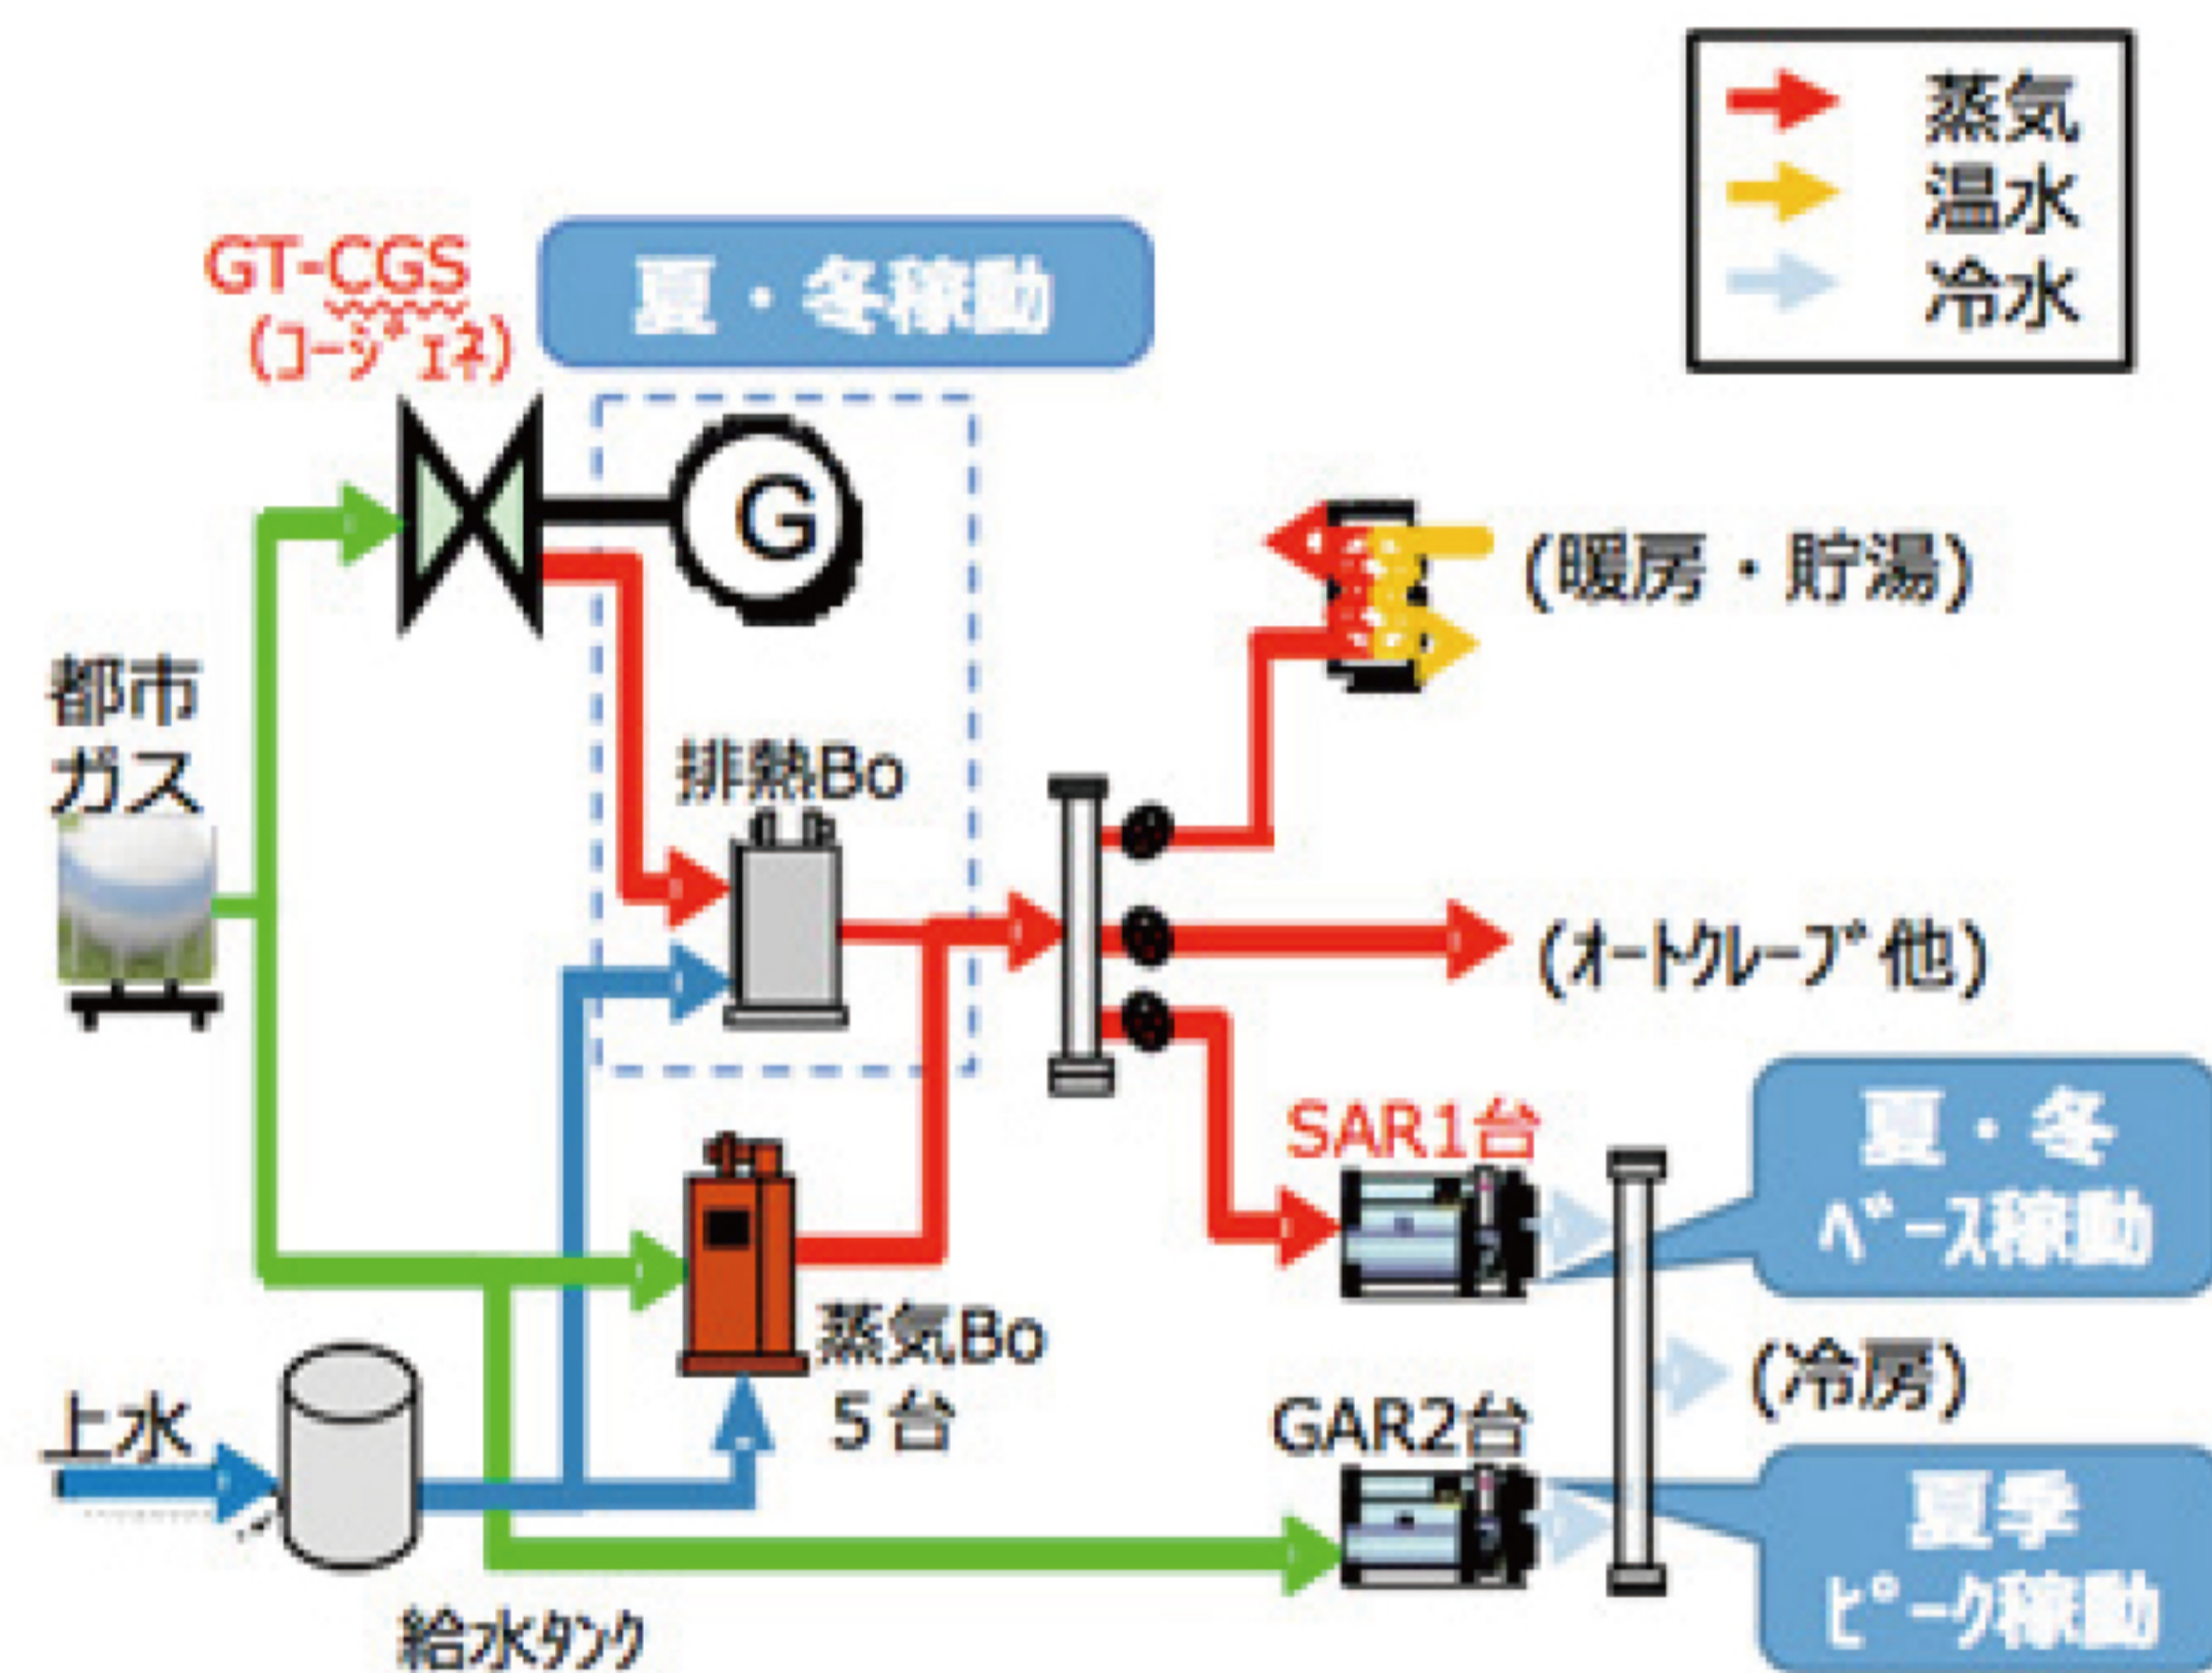 蒸気
温水
冷水
GT-CGS
(ｺｰｼﾞｪﾈ)
夏・冬稼動
G
(暖房・貯湯)
都市
ガス
排熱Bo
(ｵｰﾄｸﾚｰﾌﾞ他)
SAR1台
夏・冬
ﾍﾞｰｽ稼動
蒸気Bo
5台
(冷房)
上水
GAR2台
夏季
ﾋﾟｰｸ稼動
給水ﾀﾝｸ